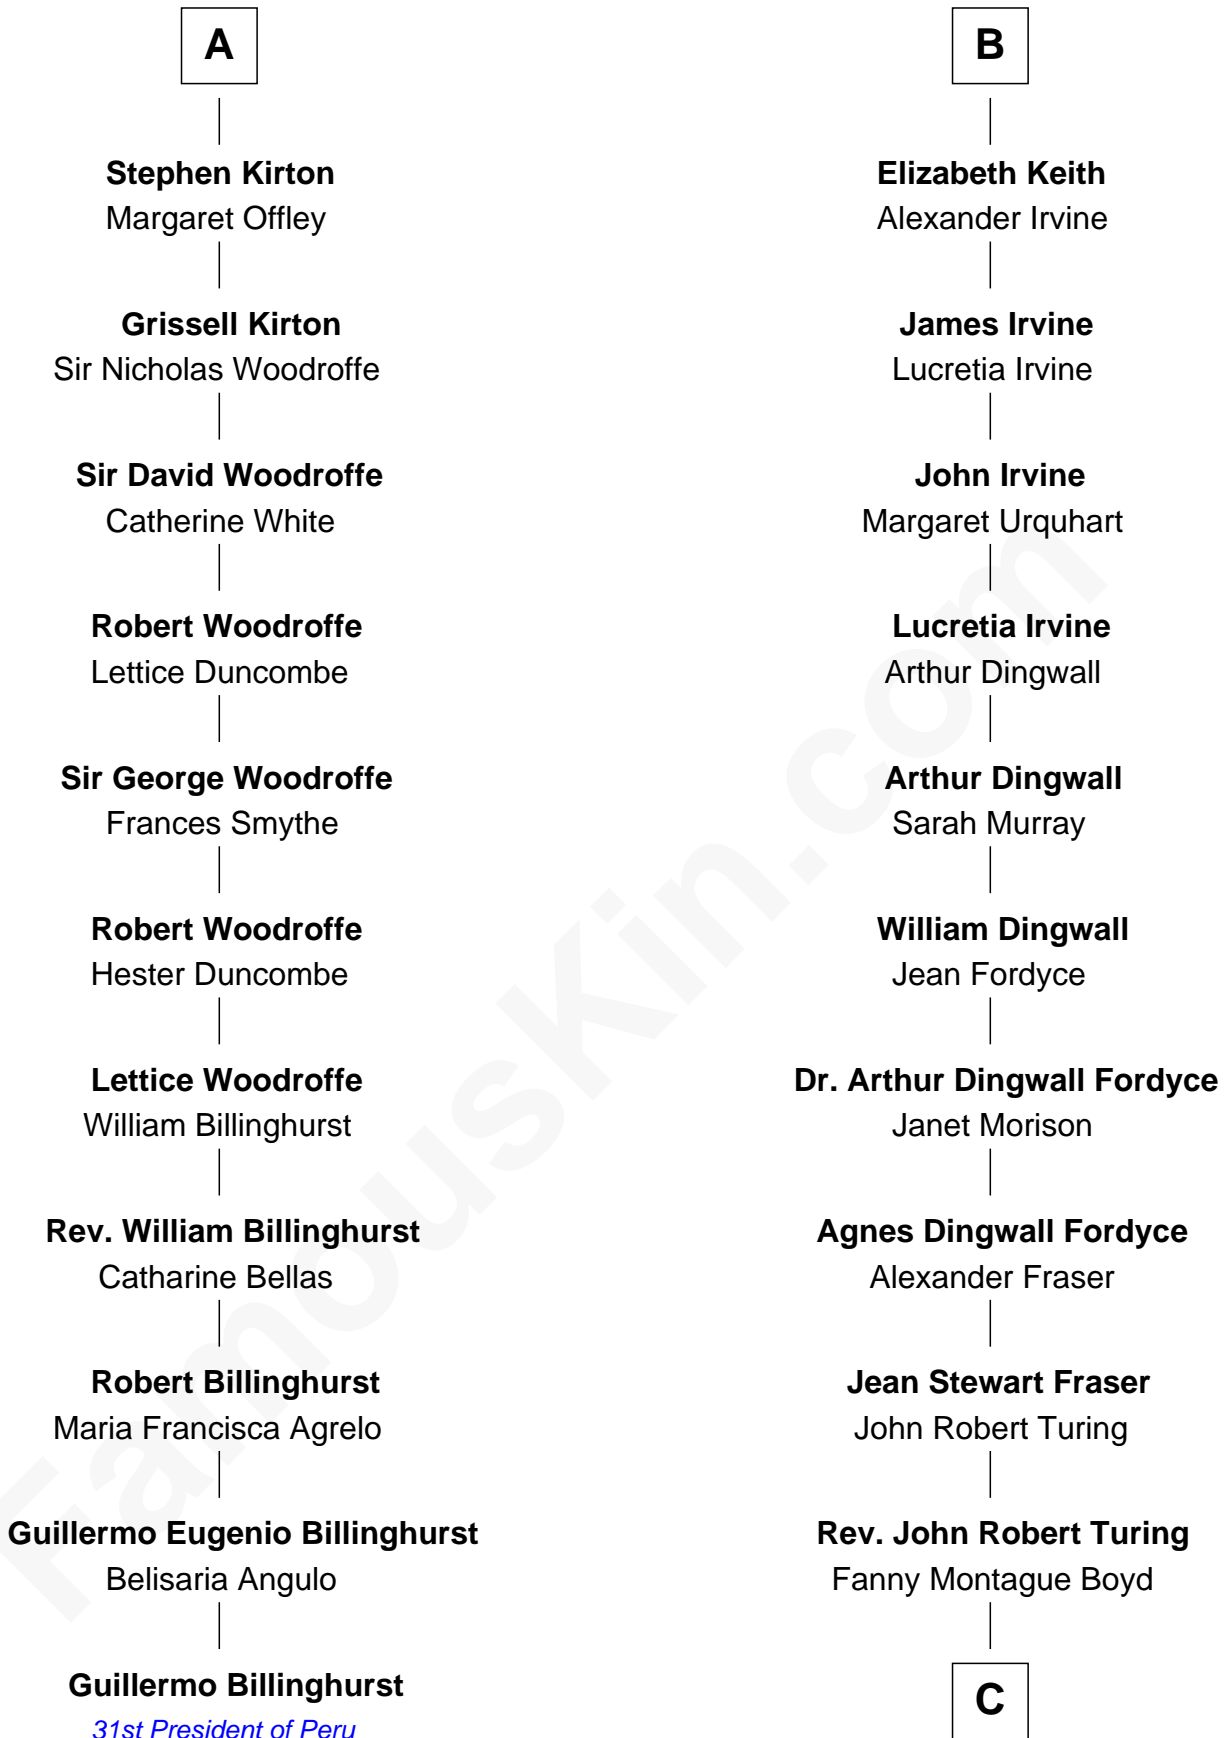 A
Stephen Kirton
Margaret Offley
Grissell Kirton
Sir Nicholas Woodroffe
Sir David Woodroffe
Catherine White
Robert Woodroffe
Lettice Duncombe
Sir George Woodroffe
Frances Smythe
Robert Woodroffe
Hester Duncombe
Lettice Woodroffe
William Billinghurst
Rev. William Billinghurst
Catharine Bellas
Robert Billinghurst
Maria Francisca Agrelo
Guillermo Eugenio Billinghurst
Belisaria Angulo
Guillermo Billinghurst
31st President of Peru
B
Elizabeth Keith
Alexander Irvine
James Irvine
Lucretia Irvine
John Irvine
Margaret Urquhart
Lucretia Irvine
Arthur Dingwall
Arthur Dingwall
Sarah Murray
William Dingwall
Jean Fordyce
Dr. Arthur Dingwall Fordyce
Janet Morison
Agnes Dingwall Fordyce
Alexander Fraser
Jean Stewart Fraser
John Robert Turing
Rev. John Robert Turing
Fanny Montague Boyd
C
FamousKin.com